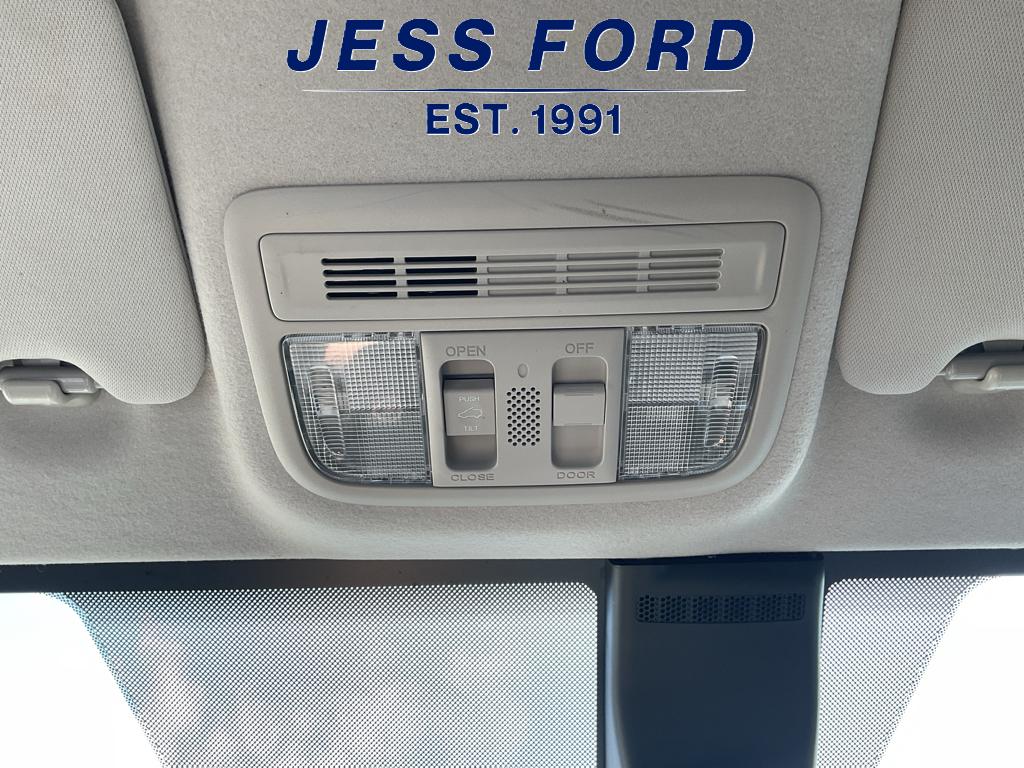 JESS FORD
EST. 1991
OPEN OFF
PUSH
TILT
CLOSE DOOR